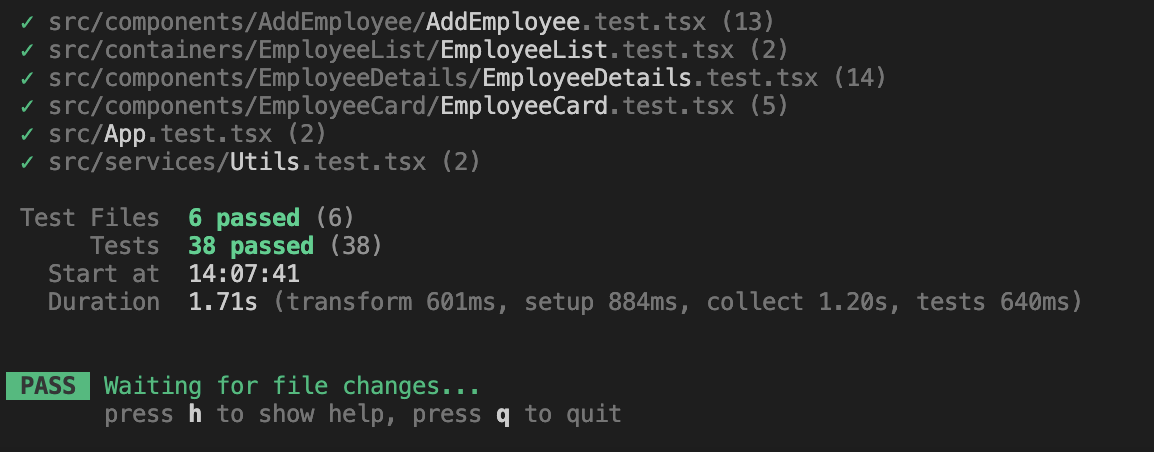 ✓ src/components/AddEmployee/AddEmployee.test.tsx (13)
✓ src/containers/EmployeeList/EmployeeList.test.tsx (2)
✓ src/components/EmployeeDetails/EmployeeDetails.test.tsx (14)
✓ src/components/EmployeeCard/EmployeeCard.test.tsx (5)
✓ src/App.test.tsx (2)
✓ src/services/Utils.test.tsx (2)
Test Files 6 passed (6)
Tests 38 passed (38)
Start at 14:07:41
Duration 1.71s (transform 601ms, setup 884ms, collect 1.20s, tests 640ms)
PASS Waiting for file changes...
press h to show help, press q to quit